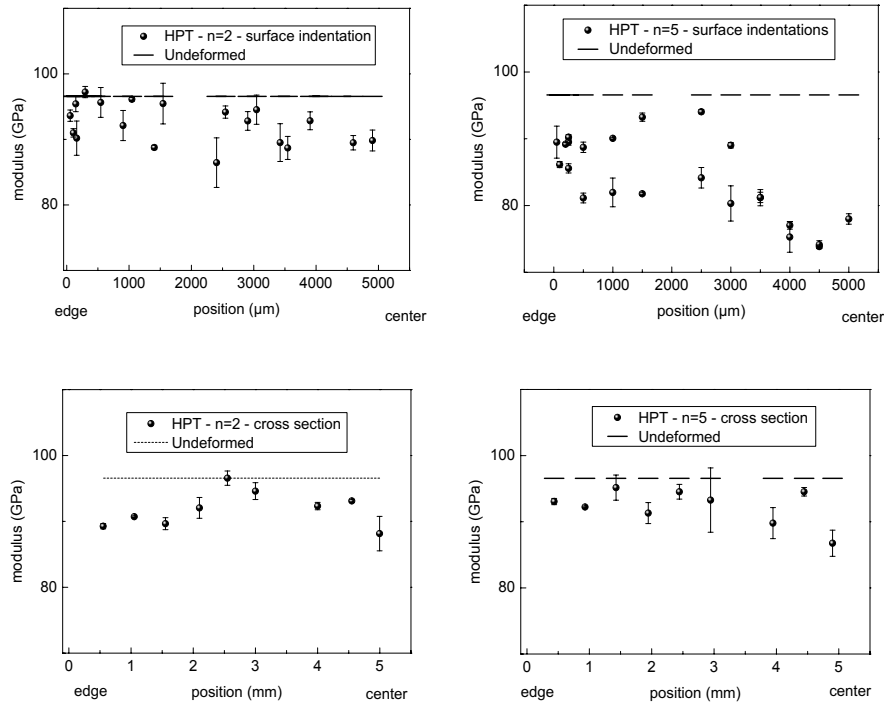 HPT - n=2 - surface indentation
Undeformed
100
80
modulus (GPa)
0 1000 2000 3000 4000 5000
edge position (µm) center
HPT - n=5 - surface indentations
Undeformed
100
80
modulus (GPa)
0 1000 2000 3000 4000 5000
edge position (µm) center
HPT - n=2 - cross section
Undeformed
100
80
modulus (GPa)
0 1 2 3 4 5
edge position (mm) center
HPT - n=5 - cross section
Undeformed
100
80
modulus (GPa)
0 1 2 3 4 5
edge position (mm) center